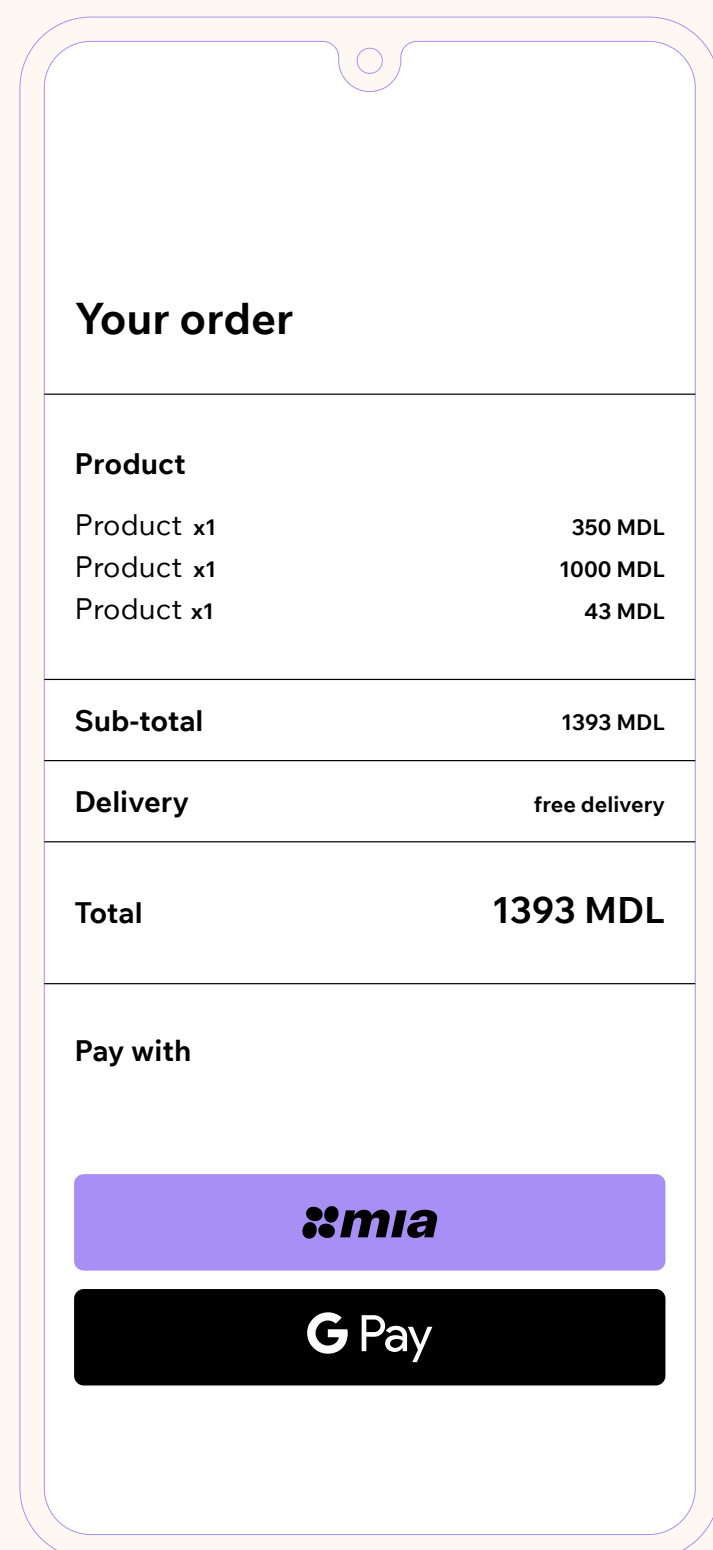 Your order
Product
Product x1 350 MDL
Product x1 1000 MDL
Product x1 43 MDL
Sub-total 1393 MDL
Delivery free delivery
Total 1393 MDL
Pay with
mıa
G Pay